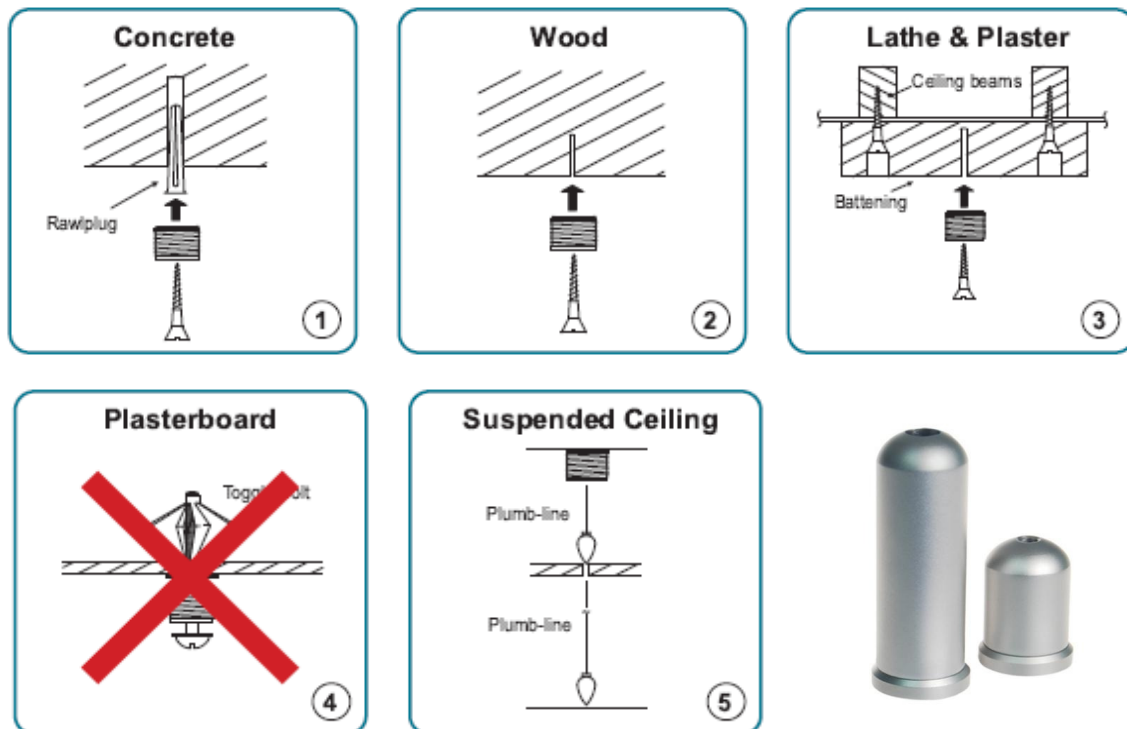 Concrete
Rawlplug
1
Wood
2
Lathe & Plaster
Ceiling beams
Battening
3
Plasterboard
4
Suspended Ceiling
Plumb-line
Plumb-line
5